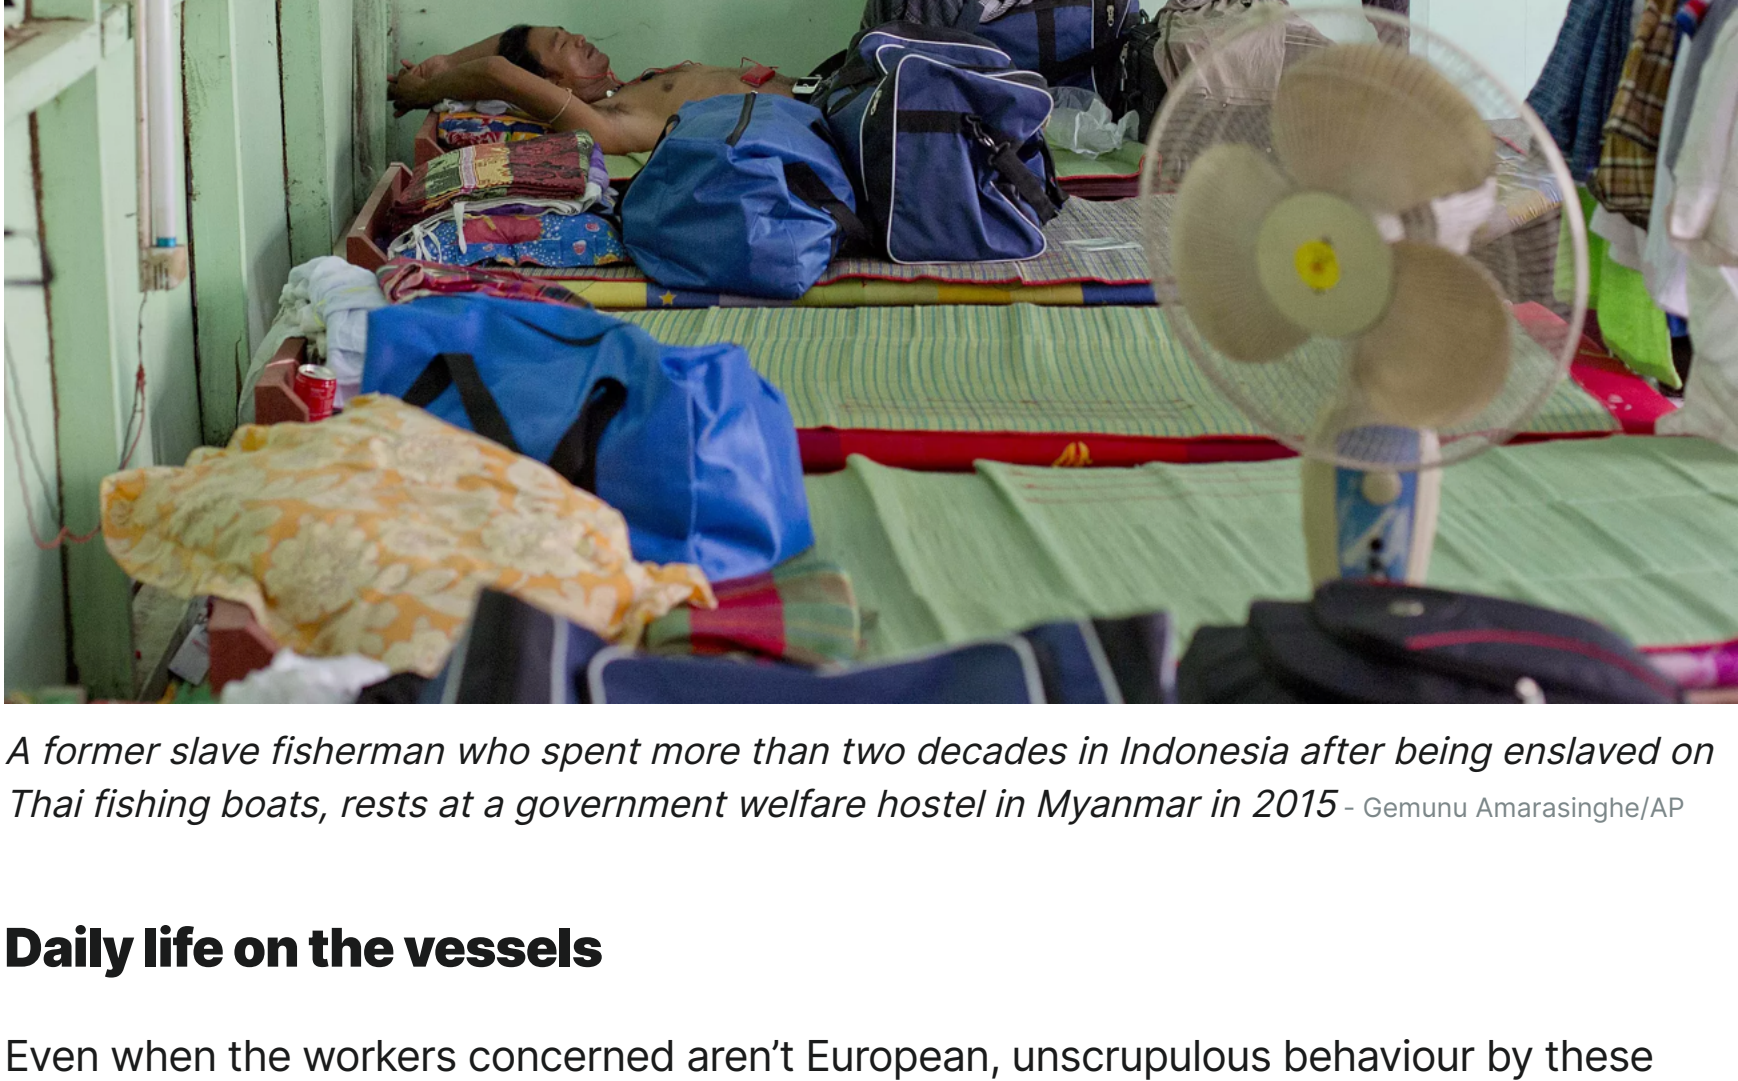 A former slave fisherman who spent more than two decades in Indonesia after being enslaved on
Thai fishing boats, rests at a government welfare hostel in Myanmar in 2015 - Gemunu Amarasinghe/AP
Daily life on the vessels
Even when the workers concerned aren’t European, unscrupulous behaviour by these